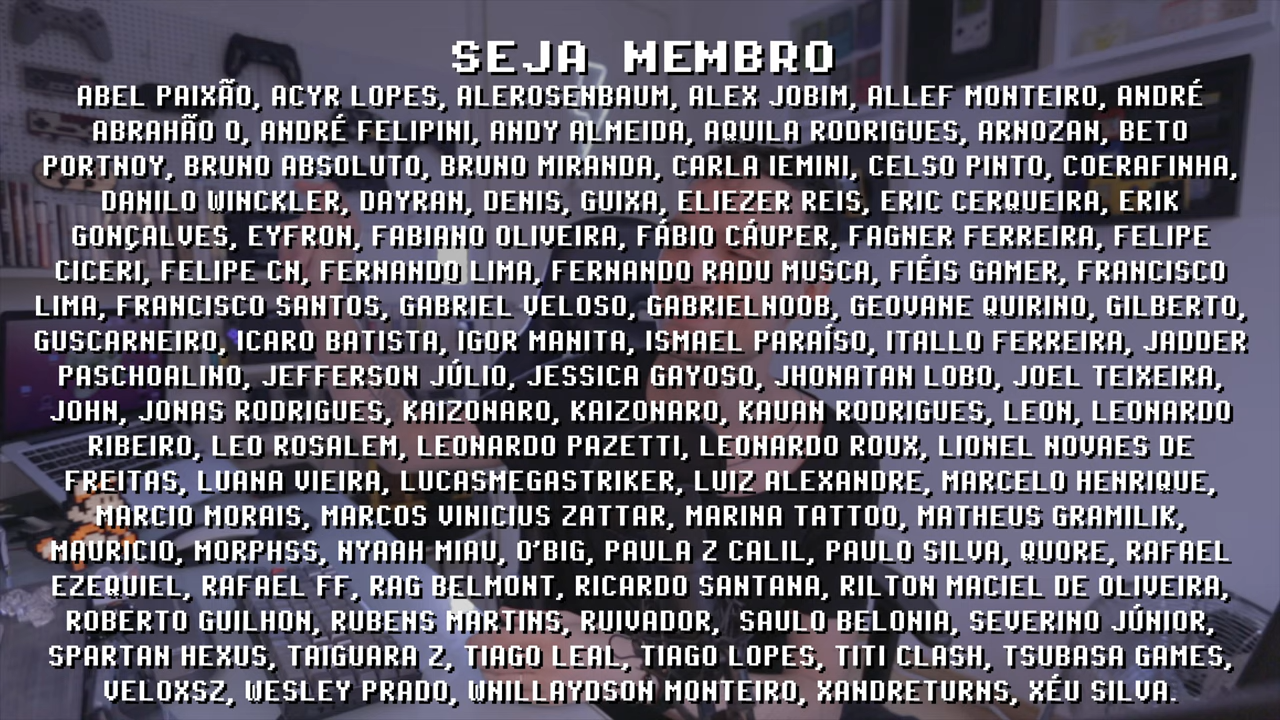 SEJA MEMBRO
ABEL PAIXÃO, ACYR LOPES, ALEROSENBAUM, ALEX JOBIM, ALLEF MONTEIRO, ANDRÉ
ABRAHÃO O, ANDRÉ FELIPINI, ANDY ALMEIDA, AQUILA RODRIGUES, ARNOZAN, BETO
PORTNOY, BRUNO ABSOLUTO, BRUNO MIRANDA, CARLA IEMINI, CELSO PINTO, COERAFINHA,
DANILO WINCKLER, DAYRAN, DENIS, GUIXA, ELIEZER REIS, ERIC CERQUEIRA, ERIK
GONÇALVES, EYFRON, FABIANO OLIVEIRA, FÁBIO CÁUPER, FAGNER FERREIRA, FELIPE
CICERI, FELIPE CN, FERNANDO LIMA, FERNANDO RADU MUSCA, FIÉIS GAMER, FRANCISCO
LIMA, FRANCISCO SANTOS, GABRIEL VELOSO, GABRIELNOOB, GEOVANE QUIRINO, GILBERTO,
GUSCARNEIRO, ICARO BATISTA, IGOR MANITA, ISMAEL PARAÍSO, ITALLO FERREIRA, JADDER
PASCHOALINO, JEFFERSON JÚLIO, JESSICA GAYOSO, JHONATAN LOBO, JOEL TEIXEIRA,
JOHN, JONAS RODRIGUES, KAIZONARO, KAIZONARO, KAUAN RODRIGUES, LEON, LEONARDO
RIBEIRO, LEO ROSALEM, LEONARDO PAZETTI, LEONARDO ROUX, LIONEL NOVAES DE
FREITAS, LUANA VIEIRA, LUCASMEGASTRIKER, LUIZ ALEXANDRE, MARCELO HENRIQUE,
MÁRCIO MORAIS, MARCOS VINICIUS ZATTAR, MARINA TATTOO, MATHEUS GRAMILIK,
MAURICIO, MORPHSS, NYAAH MIAU, O'BIG, PAULA Z CALIL, PAULO SILVA, QUORE, RAFAEL
EZEQUIEL, RAFAEL FF, RAG BELMONT, RICARDO SANTANA, RILTON MACIEL DE OLIVEIRA,
ROBERTO GUILHON, RUBENS MARTINS, RUIVADOR, SAULO BELONIA, SEVERINO JÚNIOR,
SPARTAN HEXUS, TAIGUARA Z, TIAGO LEAL, TIAGO LOPES, TITI CLASH, TSUBASA GAMES,
VELOXSZ, WESLEY PRADO, WHILLAYDSON MONTEIRO, XANDRETURNS, XÉU SILVA.